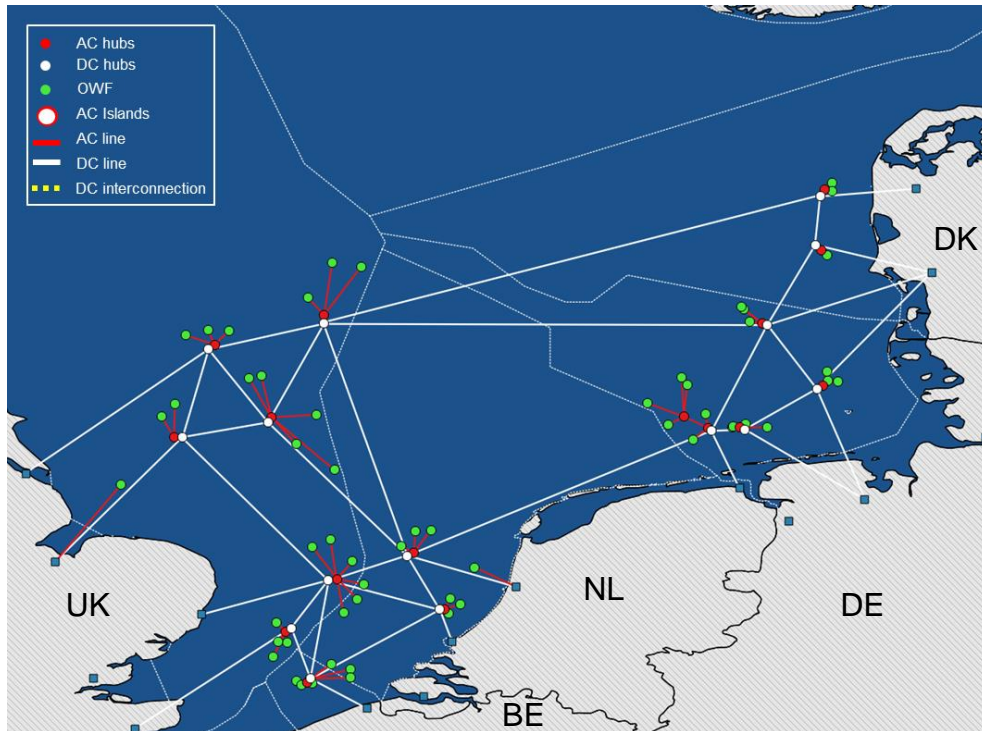 AC hubs
DC hubs
OWF
AC Islands
AC line
DC line
DC interconnection
DK
UK
NL
DE
BE